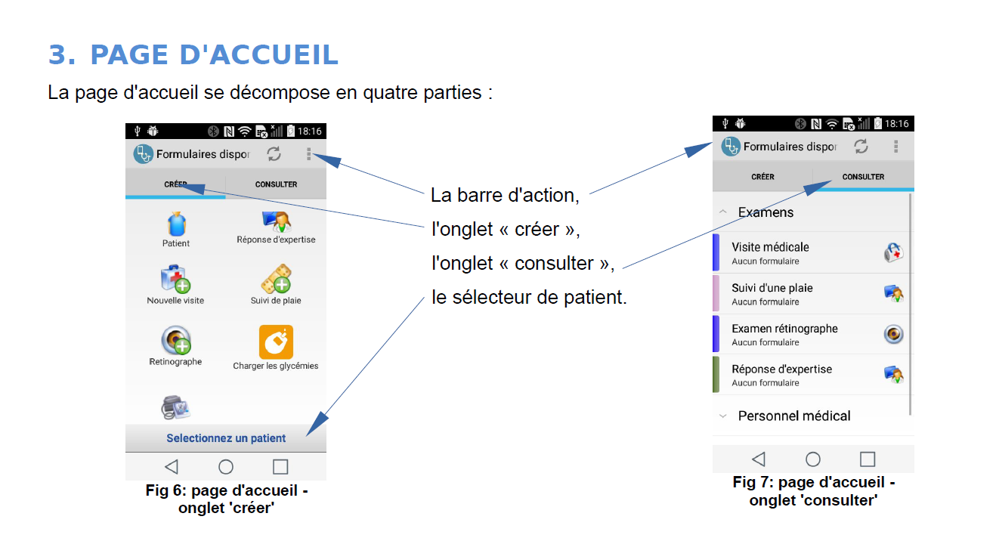 3. PAGE D'ACCUEIL
La page d'accueil se décompose en quatre parties :
18:16
Formulaires dispor
CRÉER
CONSULTER
Patient
Réponse d'expertise
Nouvelle visite
Suivi de plaie
Retinographe
Charger les glycémies
Selectionnez un patient
Fig 6: page d'accueil -
onglet 'créer'
La barre d'action,
l'onglet « créer »,
l'onglet « consulter »,
le sélecteur de patient.
18:16
Formulaires dispor
CRÉER
CONSULTER
Examens
Visite médicale
Aucun formulaire
Suivi d'une plaie
Aucun formulaire
Examen rétinographe
Aucun formulaire
Réponse d'expertise
Aucun formulaire
Personnel médical
Fig 7: page d'accueil -
onglet 'consulter'